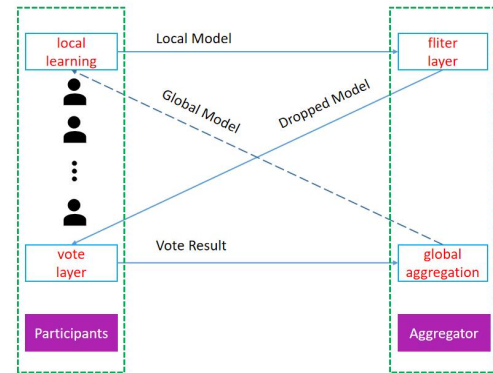 local
learning
Local Model
fliter
layer
Global Model
Dropped Model
vote
layer
Vote Result
global
aggregation
Participants
Aggregator